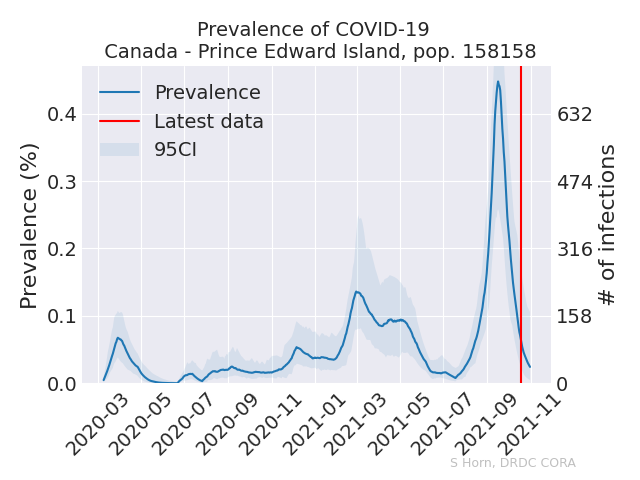 Prevalence of COVID-19
Canada - Prince Edward Island, pop. 158158
Prevalence
Latest data
95CI
Prevalence (%)
0.4
0.3
0.2
0.1
0.0
632
474
316
158
0
# of infections
2020-03
2020-05
2020-07
2020-09
2020-11
2021-01
2021-03
2021-05
2021-07
2021-09
2021-11
S Horn, DRDC CORA